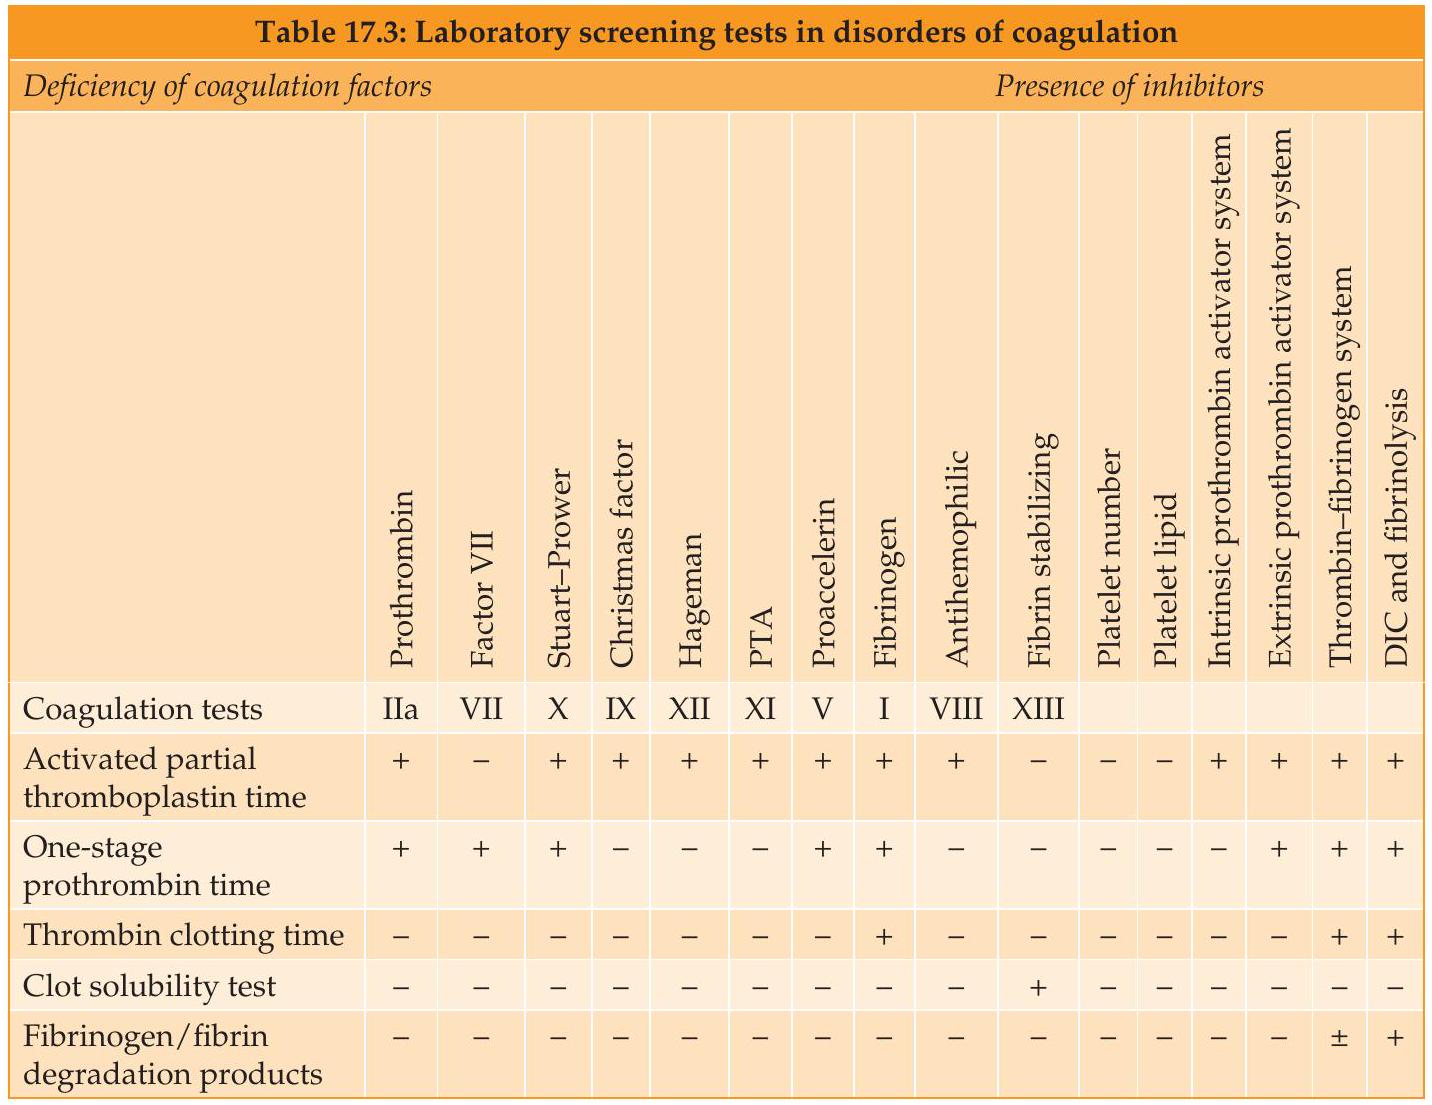 Table 17.3: Laboratory screening tests in disorders of coagulation
Deficiency of coagulation factors Presence of inhibitors
Prothrombin
Factor VII
Stuart–Prower
Christmas factor
Hageman
PTA
Proaccelerin
Fibrinogen
Antihemophilic
Fibrin stabilizing
Platelet number
Platelet lipid
Intrinsic prothrombin activator system
Extrinsic prothrombin activator system
Thrombin–fibrinogen system
DIC and fibrinolysis
Coagulation tests IIa VII X IX XII XI V I VIII XIII
Activated partial + – + + + + + + + – – – + + + +
thromboplastin time
One-stage + + + – – – + + – – – – – + + +
prothrombin time
Thrombin clotting time – – – – – – – + – – – – – – + +
Clot solubility test – – – – – – – – – + – – – – – –
Fibrinogen/fibrin – – – – – – – – – – – – – – ± +
degradation products